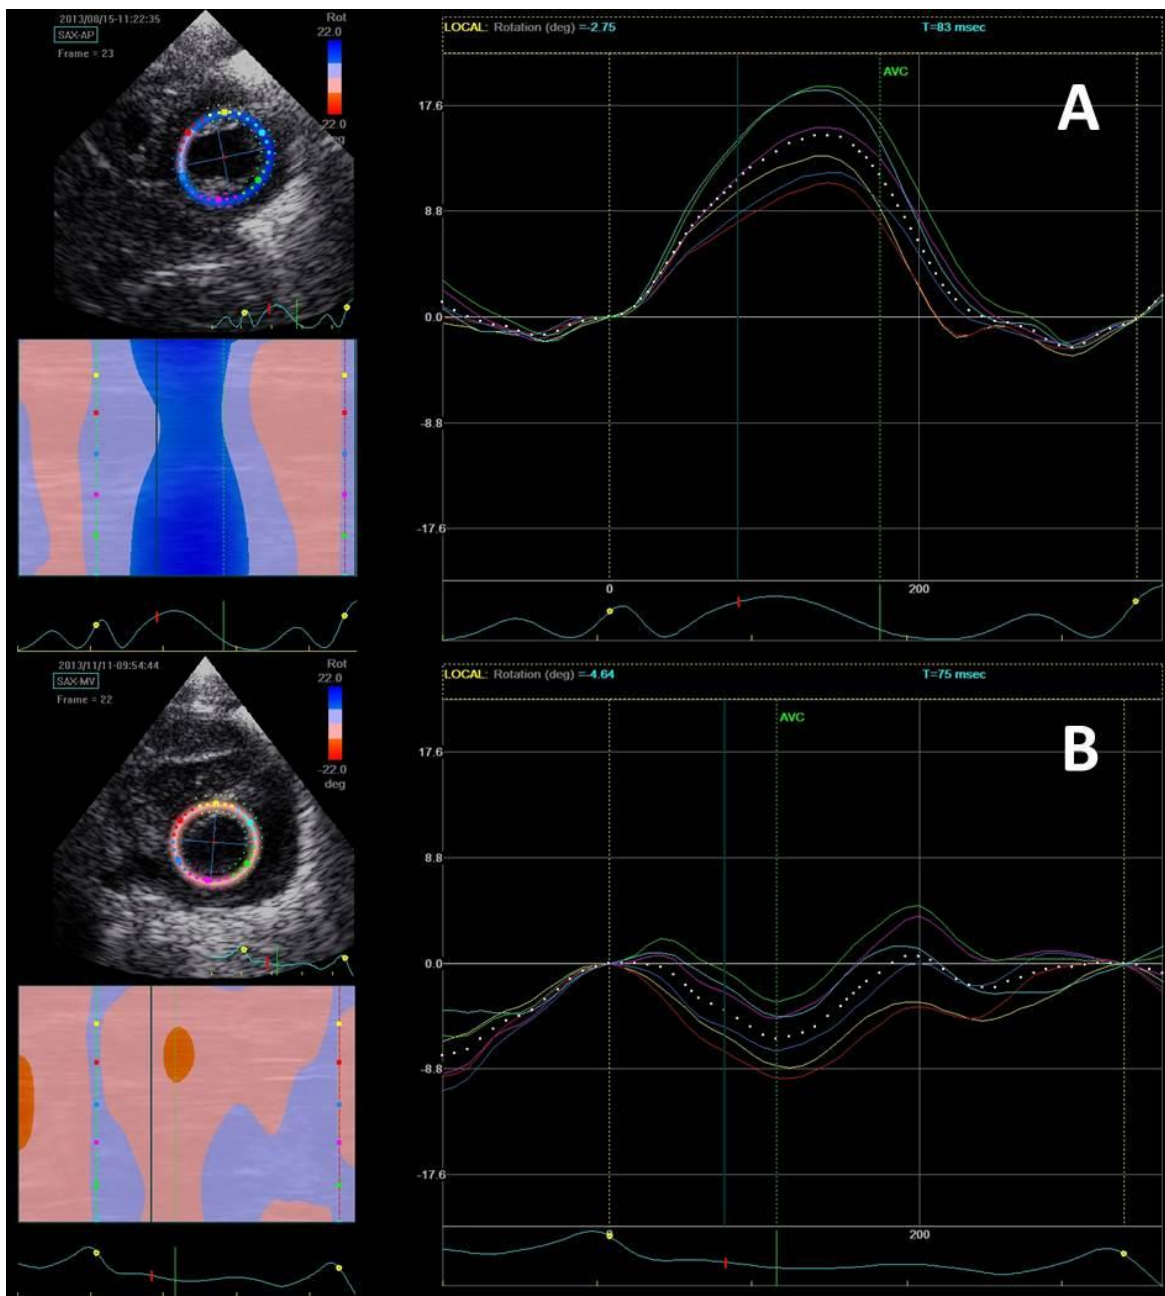 2013/08/15-11:22:35
Rot
SAX-AP
22.0
Frame = 23
22.0
LOCAL: Rotation (deg) =-2.75 T=83 msec
AVC
A
17.6
8.8
0.0
-8.8
-17.6
0 200
2013/11/11-09:54:44
Rot
SAX-MV
22.0
Frame = 22
-22.0
deg
LOCAL: Rotation (deg) =-4.64 T=75 msec
AVC
B
17.6
8.8
0.0
-8.8
-17.6
200